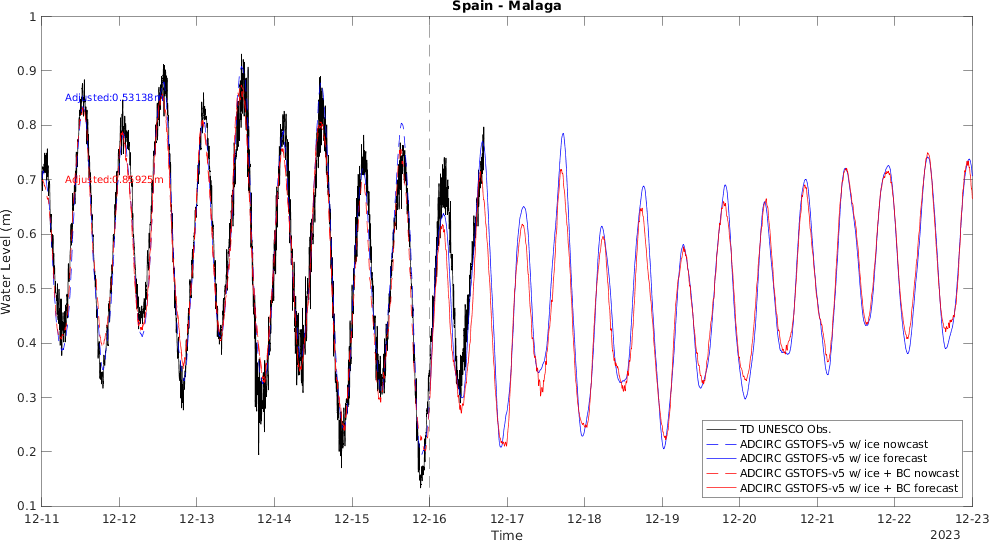 Spain - Malaga
Water Level (m)
1
0.9
0.8
0.7
0.6
0.5
0.4
0.3
0.2
0.1
Adjusted:0.53138m
TD UNESCO Obs.
ADCIRC GSTOFS-v5 w/ ice nowcast
ADCIRC GSTOFS-v5 w/ ice forecast
ADCIRC GSTOFS-v5 w/ ice + BC nowcast
ADCIRC GSTOFS-v5 w/ ice + BC forecast
12-11 12-12 12-13 12-14 12-15 12-16 12-17 12-18 12-19 12-20 12-21 12-22 12-23
Time
2023